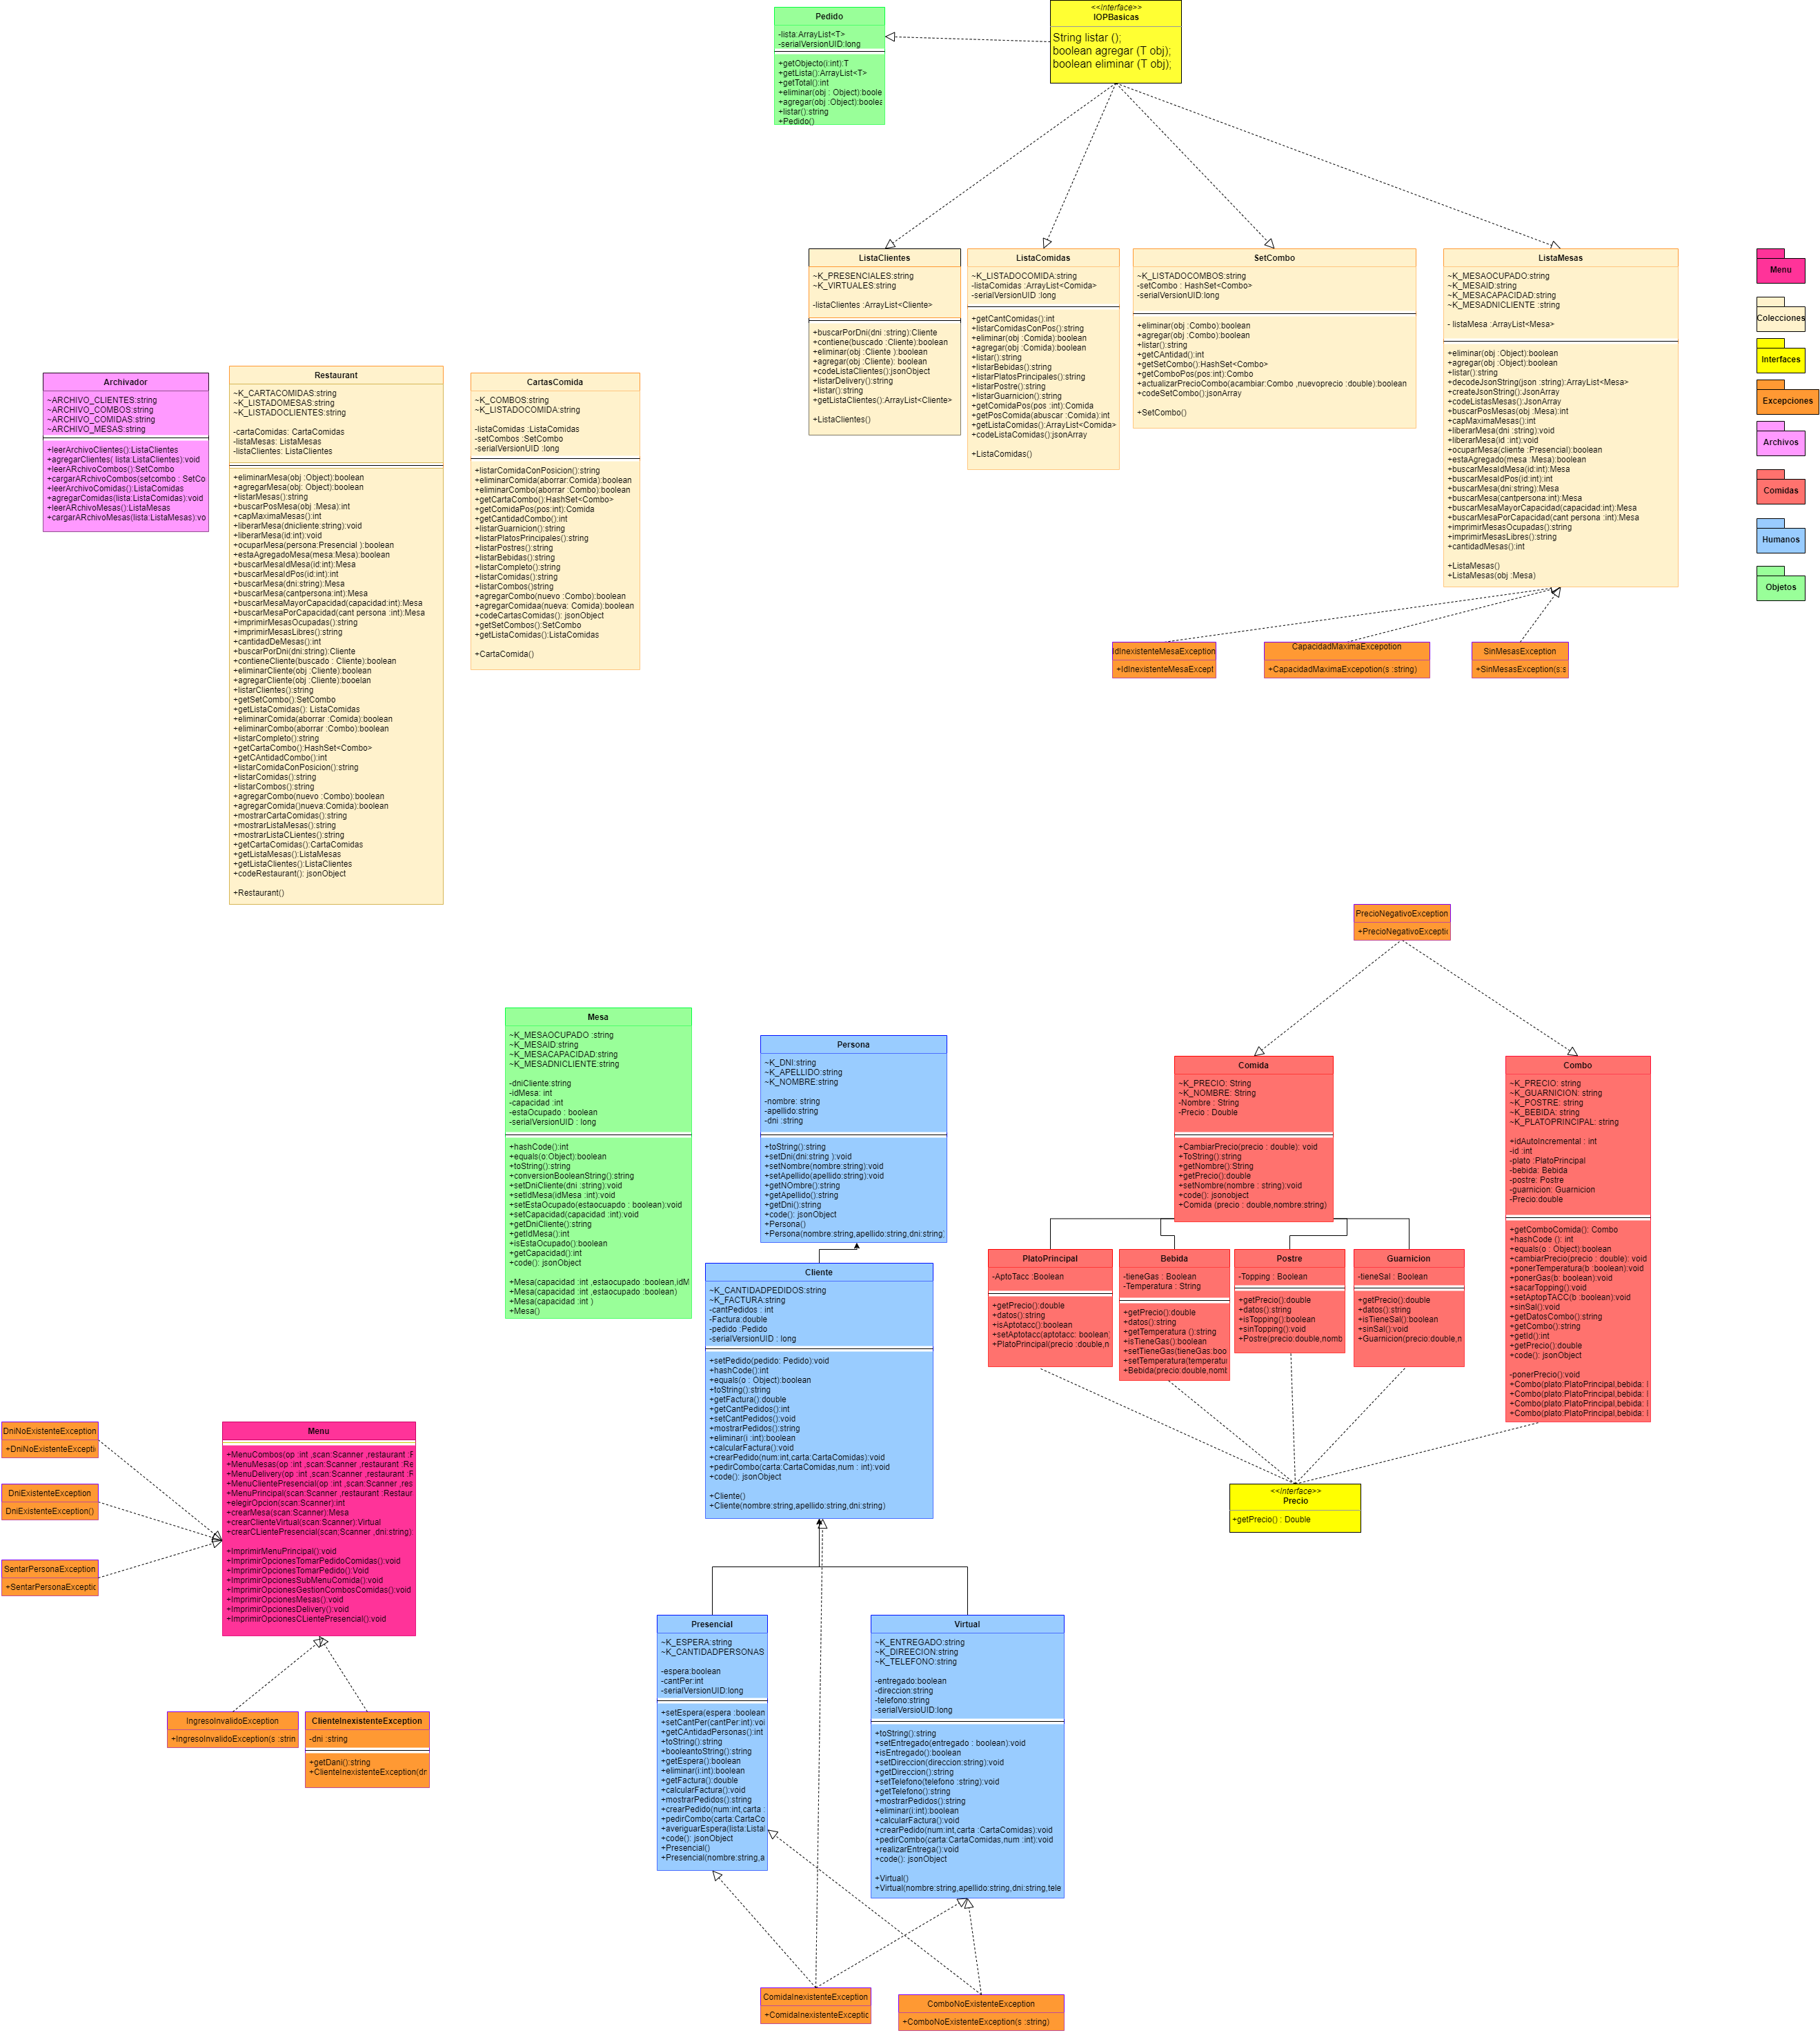 Pedido
-lista:ArrayList<T>
-serialVersionUID:long
+getObjecto(i:int):T
+getLista():ArrayList<T>
+getTotal():int
+eliminar(obj : Object):boole
+agregar(obj :Object):boolea
+listar():string
+Pedido()
<<interface>>
IOPBasicas
String listar ();
boolean agregar (T obj);
boolean eliminar (T obj);
ListaClientes
~K_PRESENCIALES:string
~K_VIRTUALES:string
-listaClientes :ArrayList<Cliente>
+buscarPorDni(dni :string):Cliente
+contiene(buscado :Cliente):boolean
+eliminar(obj :Cliente ):boolean
+agregar(obj :Cliente): boolean
+codeListaClientes():jsonObject
+listarDelivery():string
+listar():string
+getListaClientes():ArrayList<Cliente>
+ListaClientes()
ListaComidas
~K_LISTADOCOMIDA:string
-listaComidas :ArrayList<Comida>
-serialVersionUID :long
+getCantComidas():int
+listarComidasConPos():string
+eliminar(obj :Comida):boolean
+agregar(obj :Comida):boolean
+listar():string
+listarBebidas():string
+listarPlatosPrincipales():string
+listarPostre():string
+listarGuarnicion():string
+getComidaPos(pos :int):Comida
+getPosComida(abuscar :Comida):int
+getListaComidas():ArrayList<Comida>
+codeListaComida():jsonArray
+ListaComidas()
SetCombo
~K_LISTADOCOMBOS:string
-setCombo : HashSet<Combo>
-serialVersionUID:long
+eliminar(obj :Combo):boolean
+agregar(obj :Combo):boolean
+listar():string
+getCAntidad():int
+getSetCombo():HashSet<Combo>
+getComboPos(pos:int):Combo
+actualizarPrecioCombo(acambiar:Combo ,nuevoprecio :double):boolean
+codeSetCombo():jsonArray
+SetCombo()
ListaMesas
~K_MESAOCUPADO:string
~K_MESAID:string
~K_MESACAPACIDAD:string
~K_MESADNICLIENTE :string
- listaMesa :ArrayList<Mesa>
+eliminar(obj :Object):boolean
+agregar(obj :Object):boolean
+listar():string
+decodeJsonString(json :string):ArrayList<Mesa>
+createJsonString():JsonArray
+codeListasMesas():JsonArray
+buscarPosMesas(obj :Mesa):int
+capMaximaMesas():int
+liberarMesa(dni :string):void
+liberarMesa(id :int):void
+ocuparMesa(cliente :Presencial):boolean
+estaAgregado(mesa :Mesa):boolean
+buscarMesaIdMesa(id:int):Mesa
+buscarMesaIdPos(id:int):int
+buscarMesa(dni:string):Mesa
+buscarMesa(cantpersona:int):Mesa
+buscarMesaMayorCapacidad(capacidad:int):Mesa
+buscarMesaPorCapacidad(cant persona :int):Mesa
+imprimirMesasOcupadas():string
+imprimirMesasLibres():string
+cantidadMesas():int
+ListaMesas()
+ListaMesas(obj :Mesa)
Menu
Colecciones
Interfaces
Excepciones
Archivos
Comidas
Humanos
Objetos
Archivador
~ARCHIVO_CLIENTES:string
~ARCHIVO_COMBOS:string
~ARCHIVO_COMIDAS:string
~ARCHIVO_MESAS:string
+leerArchivoClientes():ListaClientes
+agregarClientes( lista:ListaClientes):void
+leerARchivoCombos():SetCombo
+cargarARchivoCombos(setcombo : SetCo
+leerArchivoComidas():ListaComidas
+agregarComidas(lista:ListaComidas):void
+leerARchivoMesas():ListaMesas
+cargarARchivoMesas(lista:ListaMesas):vo
Restaurant
~K_CARTACOMIDAS:string
~K_LISTADOMESAS:string
~K_LISTADOCLIENTES:string
-cartaComidas: CartaComidas
-listaMesas: ListaMesas
-listaClientes: ListaClientes
+eliminarMesa(obj :Object):boolean
+agregarMesa(obj: Object):boolean
+listarMesas():string
+buscarPosMesa(obj :Mesa):int
+capMaximaMesas():int
+liberarMesa(dnicliente:string):void
+liberarMesa(id:int):void
+ocuparMesa(persona:Presencial ):boolean
+estaAgregadoMesa(mesa:Mesa):boolean
+buscarMesaIdMesa(id:int):Mesa
+buscarMesaIdPos(id:int):int
+buscarMesa(dni:string):Mesa
+buscarMesa(cantpersona:int):Mesa
+buscarMesaMayorCapacidad(capacidad:int):Mesa
+buscarMesaPorCapacidad(cant persona :int):Mesa
+imprimirMesasOcupadas():string
+imprimirMesasLibres():string
+cantidadDeMesas():int
+buscarPorDni(dni:string):Cliente
+contieneCliente(buscado : Cliente):boolean
+eliminarCliente(obj :Cliente):boolean
+agregarCliente(obj :Cliente):booelan
+listarClientes():string
+getSetCombo():SetCombo
+getListaComidas(): ListaComidas
+eliminarComida(aborrar :Comida):boolean
+eliminarCombo(aborrar :Combo):boolean
+listarCompleto():string
+getCartaCombo():HashSet<Combo>
+getCAntidadCombo():int
+listarComidaConPosicion():string
+listarComidas():string
+listarCombos():string
+agregarCombo(nuevo :Combo):boolean
+agregarComida()nueva:Comida):boolean
+mostrarCartaComidas():string
+mostrarListaMesas():string
+mostrarListaCLientes():string
+getCartaComidas():CartaComidas
+getListaMesas():ListaMesas
+getListaClientes():ListaClientes
+codeRestaurant(): jsonObject
+Restaurant()
CartasComida
~K_COMBOS:string
~K_LISTADOCOMIDA:string
-listaComidas :ListaComidas
-setCombos :SetCombo
-serialVersionUID :long
+listarComidaConPosicion():string
+eliminarComida(aborrar:Comida):boolean
+eliminarCombo(aborrar :Combo):boolean
+getCartaCombo():HashSet<Combo>
+getComidaPos(pos:int):Comida
+getCantidadCombo():int
+listarGuarnicion():string
+listarPlatosPrincipales():string
+listarPostres():string
+listarBebidas():string
+listarCompleto():string
+listarComidas():string
+listarCombos()string
+agregarCombo(nuevo :Combo):boolean
+agregarComidaa(nueva: Comida):boolean
+codeCartasComidas(): jsonObject
+getSetCombos():SetCombo
+getListaComidas():ListaComidas
+CartaComida()
IdInexistenteMesaException
+IdInexistenteMesaExcept
CapacidadMaximaExcepotion
+CapacidadMaximaExcepotion(s :string)
SinMesasException
+SinMesasException(s:s
PrecioNegativoException
+PrecioNegativoExceptio
Mesa
~K_MESAOCUPADO :string
~K_MESAID:string
~K_MESACAPACIDAD:string
~K_MESADNICLIENTE:string
-dniCliente:string
-idMesa: int
-capacidad :int
-estaOcupado : boolean
-serialVersionUID : long
+hashCode():int
+equals(o:Object):boolean
+toString():string
+conversionBooleanString():string
+setDniCliente(dni :string):void
+setIdMesa(idMesa :int):void
+setEstaOcupado(estaocuapdo : boolean):void
+setCapacidad(capacidad :int):void
+getDniCliente():string
+getIdMesa():int
+isEstaOcupado():boolean
+getCapacidad():int
+code(): jsonObject
+Mesa(capacidad :int ,estaocupado :boolean,idM
+Mesa(capacidad :int ,estaocupado :boolean)
+Mesa(capacidad :int )
+Mesa()
Persona
~K_DNI:string
~K_APELLIDO:string
~K_NOMBRE:string
-nombre: string
-apellido:string
-dni :string
+toString():string
+setDni(dni:string ):void
+setNombre(nombre:string):void
+setApellido(apellido:string):void
+getNOmbre():string
+getApellido():string
+getDni():string
+code(): jsonObject
+Persona()
+Persona(nombre:string,apellido:string,dni:string)
Comida
~K_PRECIO: String
~K_NOMBRE: String
-Nombre : String
-Precio : Double
+CambiarPrecio(precio : double): void
+ToString():string
+getNombre():String
+getPrecio():double
+setNombre(nombre : string):void
+code(): jsonobject
+Comida (precio : double,nombre:string)
Combo
~K_PRECIO: string
~K_GUARNICION: string
~K_POSTRE: string
~K_BEBIDA: string
~K_PLATOPRINCIPAL: string
+idAutoIncremental : int
-id :int
-plato :PlatoPrincipal
-bebida: Bebida
-postre: Postre
-guarnicion: Guarnicion
-Precio:double
+getComboComida(): Combo
+hashCode (): int
+equals(o : Object):boolean
+cambiarPrecio(precio : double): void
+ponerTemperatura(b :boolean):void
+ponerGas(b: boolean):void
+sacarTopping():void
+setAptopTACC(b :boolean):void
+sinSal():void
+getDatosCombo():string
+getCombo():string
+getId():int
+getPrecio():double
+code(): jsonObject
-ponerPrecio():void
+Combo(plato:PlatoPrincipal,bebida:
+Combo(plato:PlatoPrincipal,bebida:
+Combo(plato:PlatoPrincipal,bebida:
+Combo(plato:PlatoPrincipal,bebida:
PlatoPrincipal
-AptoTacc :Boolean
+getPrecio():double
+datos():string
+isAptotacc():boolean
+setAptotacc(aptotacc: boolean)
+PlatoPrincipal(precio :double,n
Bebida
-tieneGas : Boolean
-Temperatura : String
+getPrecio():double
+datos():string
+getTemperatura ():string
+isTieneGas():boolean
+setTieneGas(tieneGas:boo
+setTemperatura(temperatu
+Bebida(precio:double,nom
Postre
-Topping : Boolean
+getPrecio():double
+datos():string
+isTopping():boolean
+sinTopping():void
+Postre(precio:double,nomb
Guarnicion
-tieneSal : Boolean
+getPrecio():double
+datos():string
+isTieneSal():boolean
+sinSal():void
+Guarnicion(precio:double,n
<<interface>>
Precio
+getPrecio() : Double
Cliente
~K_CANTIDADPEDIDOS:string
~K_FACTURA:string
-cantPedidos : int
-Factura:double
-pedido :Pedido
-serialVersionUID : long
+setPedido(pedido: Pedido):void
+hashCode():int
+equals(o : Object):boolean
+toString():string
+getFactura():double
+getCantPedidos():int
+setCantPedidos():void
+mostrarPedidos():string
+eliminar(i :int):boolean
+calcularFactura():void
+crearPedido(num:int,carta:CartaComidas):void
+pedirCombo(carta:CartaComidas,num : int):void
+code(): jsonObject
+Cliente()
+Cliente(nombre:string,apellido:string,dni:string)
DniNoExistenteException
+DniNoExistenteExcepti
DniExistenteException
DniExistenteException()
SentarPersonaException
+SentarPersonaExceptio
Menu
+MenuCombos(op :int ,scan:Scanner ,restaurant :F
+MenuMesas(op :int ,scan:Scanner ,restaurant :Re
+MenuDelivery(op :int ,scan:Scanner ,restaurant :F
+MenuClientePresencial(op :int ,scan:Scanner ,res
+MenuPrincipal(scan:Scanner ,restaurant :Restaur
+elegirOpcion(scan:Scanner):int
+crearMesa(scan:Scanner):Mesa
+crearClienteVirtual(scan:Scanner):Virtual
+crearCLientePresencial(scan;Scanner ,dni:string):
+ImprimirMenuPrincipal():void
+ImprimirOpcionesTomarPedidoComidas():void
+ImprimirOpcionesTomarPedido():Void
+ImprimirOpcionesSubMenuComida():void
+ImprimirOpcionesGestionCombosComidas():void
+ImprimirOpcionesMesas():void
+ImprimirOpcionesDelivery():void
+ImprimirOpcionesCLientePresencial():void
IngresoInvalidoException
+IngresoInvalidoException(s :strin
ClienteInexistenteException
-dni :string
+getDani():string
+ClienteInexistenteException(dr
Presencial
~K_ESPERA:string
~K_CANTIDADPERSONAS
-espera:boolean
-cantPer:int
-serialVersionUID:long
+setEspera(espera :boolean
+setCantPer(cantPer:int):voi
+getCAntidadPersonas():int
+toString():string
+booleantoString():string
+getEspera():boolean
+eliminar(i:int):boolean
+getFactura():double
+calcularFactura():void
+mostrarPedidos():string
+crearPedido(num:int,carta :
+pedirCombo(carta:CartaCo
+averiguarEspera(lista:Lista
+code(): jsonObject
+Presencial()
+Presencial(nombre:string,a
Virtual
~K_ENTREGADO:string
~K_DIREECION:string
~K_TELEFONO:string
-entregado:boolean
-direccion:string
-telefono:string
-serialVersioUID:long
+toString():string
+setEntregado(entregado : boolean):void
+isEntregado():boolean
+setDireccion(direccion:string):void
+getDireccion():string
+setTelefono(telefono :string):void
+getTelefono():string
+mostrarPedidos():string
+eliminar(i:int):boolean
+calcularFactura():void
+crearPedido(num:int,carta :CartaComidas):void
+pedirCombo(carta:CartaComidas,num :int):void
+realizarEntrega():void
+code(): jsonObject
+Virtual()
+Virtual(nombre:string,apellido:string,dni:string,tele
ComidaInexistenteException
+ComidaInexistenteExceptio
ComboNoExistenteException
+ComboNoExistenteException(s :string)